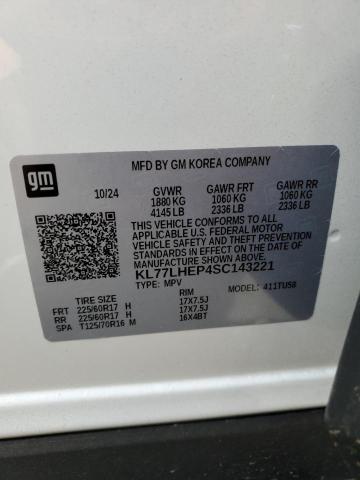 gm
MFD BY GM KOREA COMPANY
10/24 GVWR GAWR FRT GAWR RR
1880 KG 1060 KG 1060 KG
4145 LB 2336 LB 2336 LB
THIS VEHICLE CONFORMS TO ALL
APPLICABLE U.S. FEDERAL MOTOR
VEHICLE SAFETY, BUMPER, AND
THEFT PREVENTION STANDARDS
IN EFFECT ON THE DATE OF
MANUFACTURE SHOWN ABOVE.
KL77LHEP4SC143221
TYPE: MPV MODEL: 411TU58
TIRE SIZE RIM
FRT 225/60R17 H 17X7.5J
RR 225/60R17 H 17X7.5J
SPA T125/70R16 M 16X4BT